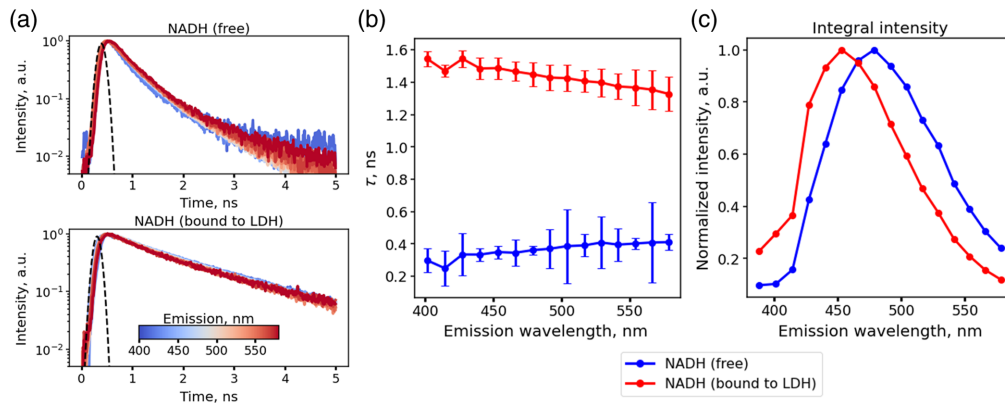 (a)
NADH (free)
10⁰
10⁻¹
10⁻²
Intensity, a.u.
0 1 2 3 4 5
Time, ns
NADH (bound to LDH)
10⁰
10⁻¹
10⁻²
Intensity, a.u.
Emission, nm
400 450 500 550
0 1 2 3 4 5
Time, ns
(b)
1.6
1.4
1.2
1.0
0.8
0.6
0.4
0.2
τ, ns
400 450 500 550
Emission wavelength, nm
(c)
Integral intensity
1.0
0.8
0.6
0.4
0.2
Normalized intensity, a.u.
400 450 500 550
Emission wavelength, nm
NADH (free)
NADH (bound to LDH)